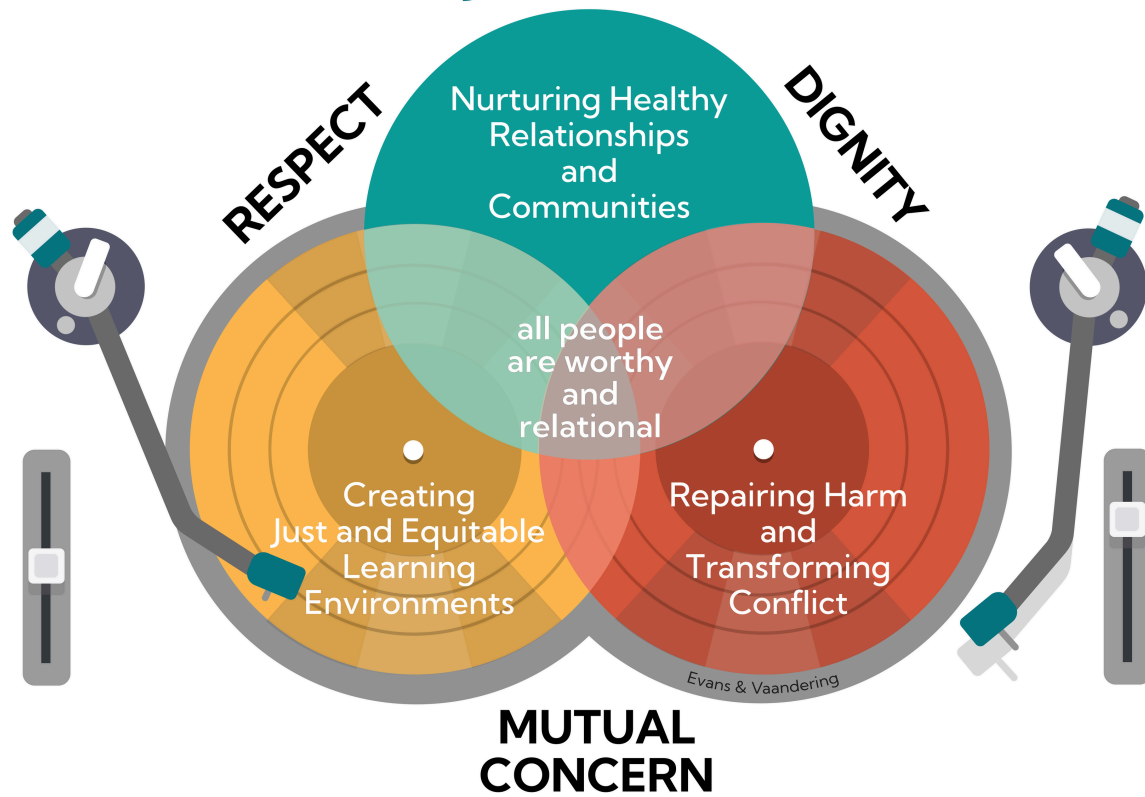 RESPECT
DIGNITY
Nurturing Healthy
Relationships
and
Communities
all people
are worthy
and
relational
Creating
Just and Equitable
Learning
Environments
Repairing Harm
and
Transforming
Conflict
Evans & Vaandering
MUTUAL
CONCERN